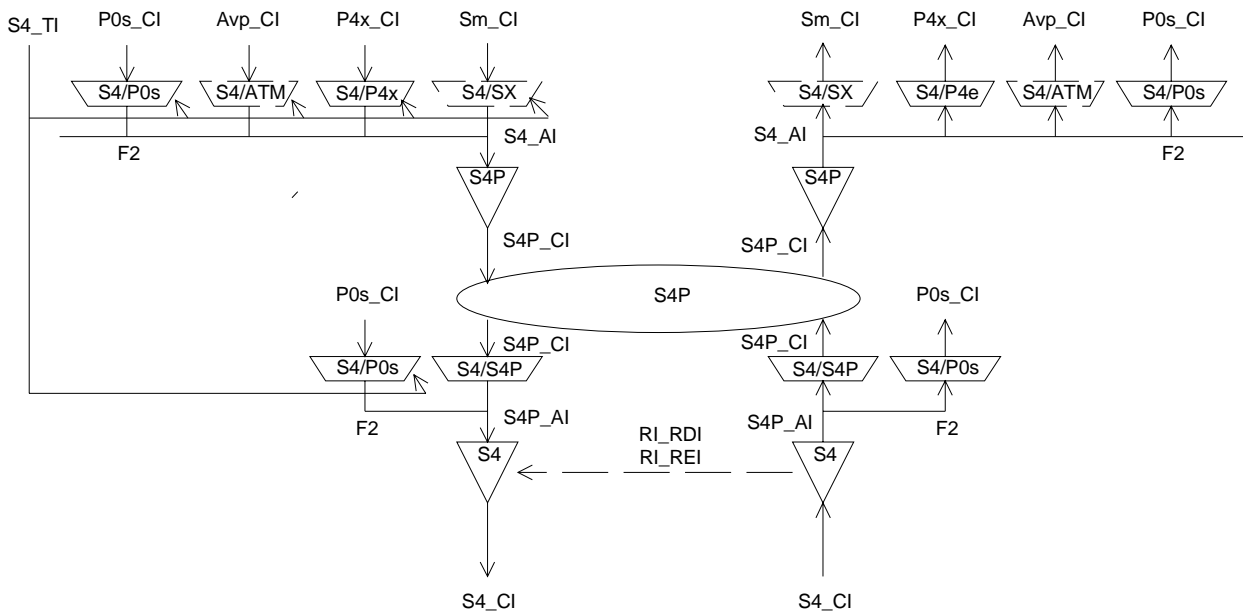 S4_TI P0s_CI Avp_CI P4x_CI Sm_CI Sm_CI P4x_CI Avp_CI P0s_CI
S4/P0s S4/ATM S4/P4x S4/SX S4/SX S4/P4e S4/ATM S4/P0s
F2 S4_AI S4_AI F2
S4P S4P
S4P_CI S4P_CI
P0s_CI S4P P0s_CI
S4P_CI S4P_CI
S4/P0s S4/S4P S4/S4P S4/P0s
F2 S4P_AI S4P_AI F2
RI_RDI
S4 RI_REI S4
S4_CI S4_CI